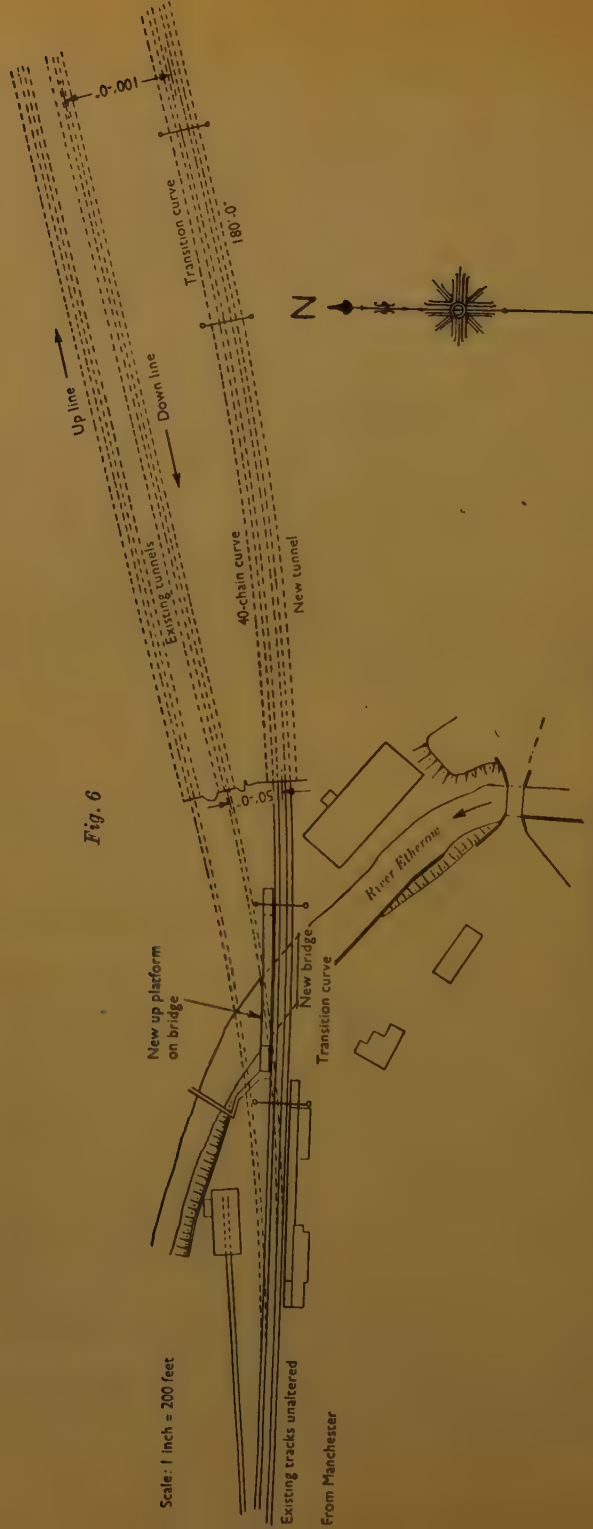 Fig. 6
Scale: 1 inch = 200 feet
Existing tracks unaltered
From Manchester
New up platform
on bridge
New bridge
Transition curve
River Etherow
50'.0"
Existing tunnels
Up line
Down line
40-chain curve
New tunnel
Transition curve
180'.0"
100'.0"
N